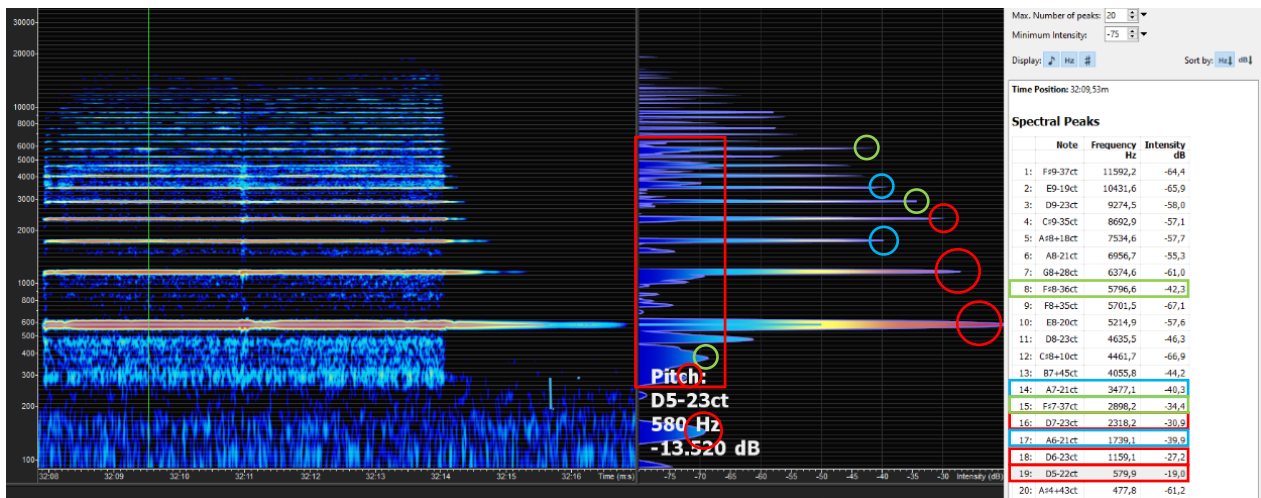 30000
20000
10000
8000
6000
5000
4000
3000
2000
1000
800
600
500
400
300
200
100
32:08 32:09 32:10 32:11 32:12 32:13 32:14 32:15 32:16 Time (m:s)
Pitch:
D5-23ct
580 Hz
-13.520 dB
-75 -70 -65 -60 -55 -50 -45 -40 -35 -30 Intensity (dB)
Max. Number of peaks: 20
Minimum Intensity: -75
Display: ♪ Hz # Sort by: Hz↓ dB↓
Time Position: 32:09,53m
Spectral Peaks
Note Frequency Hz Intensity dB
1: F♯9-37ct 11592,2 -64,4
2: E9-19ct 10431,6 -65,9
3: D9-23ct 9274,5 -58,0
4: C♯9-35ct 8692,9 -57,1
5: A♯8+18ct 7534,6 -57,7
6: A8-21ct 6956,7 -55,3
7: G8+28ct 6374,6 -61,0
8: F♯8-36ct 5796,6 -42,3
9: F8+35ct 5701,5 -67,1
10: E8-20ct 5214,9 -57,6
11: D8-23ct 4635,5 -46,3
12: C♯8+10ct 4461,7 -66,9
13: B7+45ct 4055,8 -44,2
14: A7-21ct 3477,1 -40,3
15: F♯7-37ct 2898,2 -34,4
16: D7-23ct 2318,2 -30,9
17: A6-21ct 1739,1 -39,9
18: D6-23ct 1159,1 -27,2
19: D5-22ct 579,9 -19,0
20: A♯4+43ct 477,8 -61,2